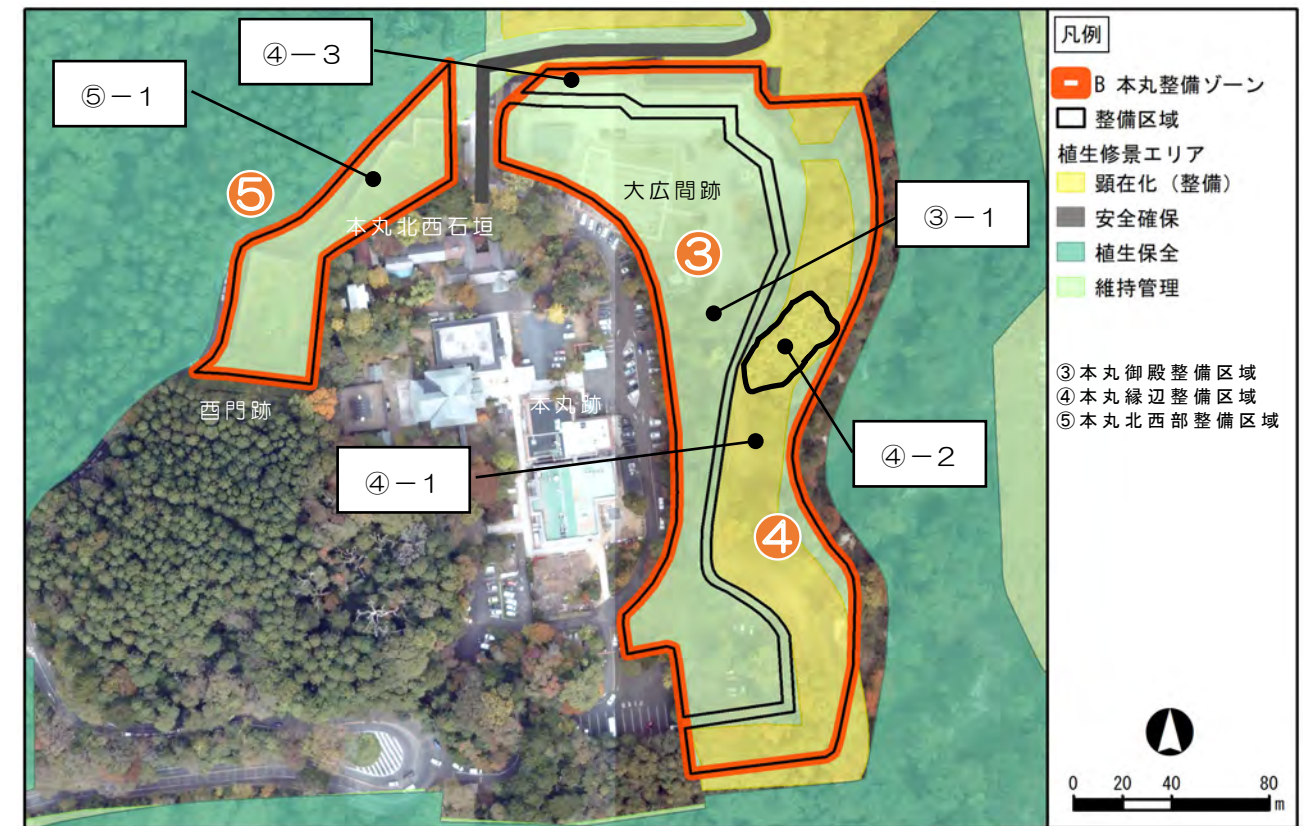 ④－3
⑤－1
⑤
本丸北西石垣
大広間跡
③
③－1
酉門跡
本丸跡
④－1
④－2
④
凡例
B 本丸整備ゾーン
整備区域
植生修景エリア
顕在化（整備）
安全確保
植生保全
維持管理
③本丸御殿整備区域
④本丸縁辺整備区域
⑤本丸北西部整備区域
0 20 40 80
m